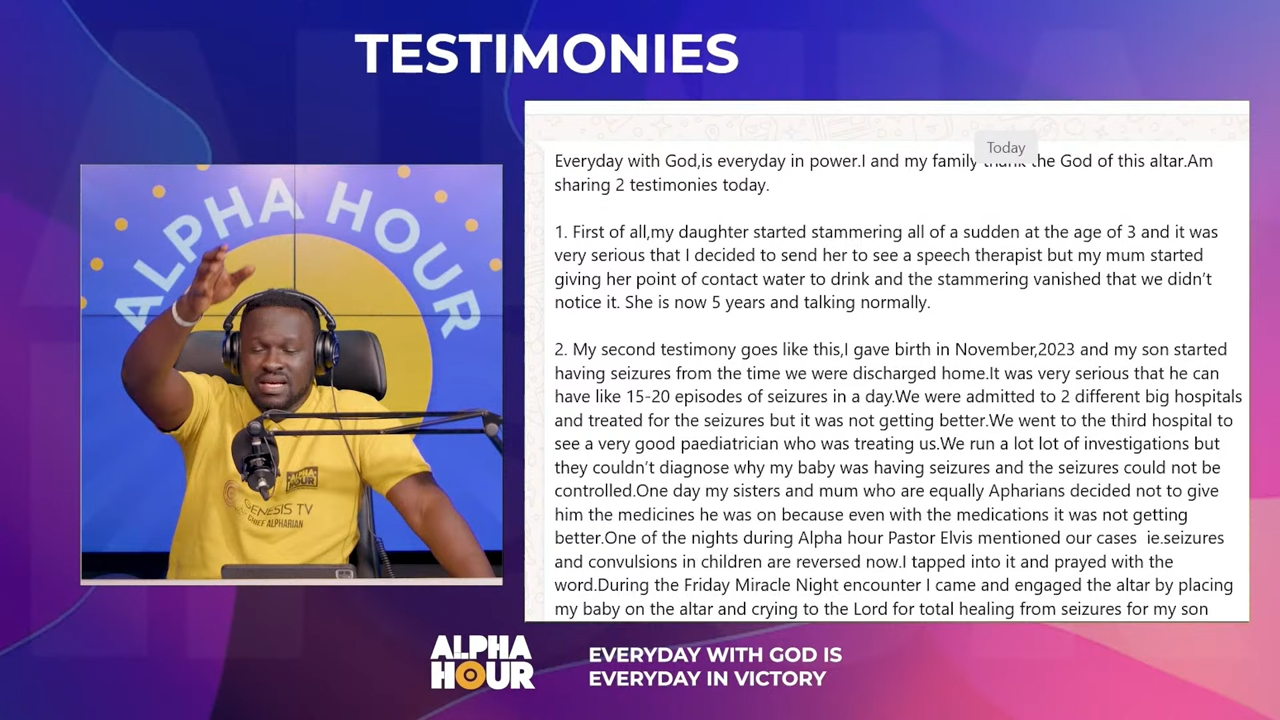 TESTIMONIES
ALPHA HOUR
ALPHA
HOUR
GENESIS TV
CHIEF ALPHARIAN
Today
Everyday with God,is everyday in power.I and my family thank the God of this altar.Am
sharing 2 testimonies today.
1. First of all,my daughter started stammering all of a sudden at the age of 3 and it was
very serious that I decided to send her to see a speech therapist but my mum started
giving her point of contact water to drink and the stammering vanished that we didn’t
notice it. She is now 5 years and talking normally.
2. My second testimony goes like this,I gave birth in November,2023 and my son started
having seizures from the time we were discharged home.It was very serious that he can
have like 15-20 episodes of seizures in a day.We were admitted to 2 different big hospitals
and treated for the seizures but it was not getting better.We went to the third hospital to
see a very good paediatrician who was treating us.We run a lot lot of investigations but
they couldn’t diagnose why my baby was having seizures and the seizures could not be
controlled.One day my sisters and mum who are equally Apharians decided not to give
him the medicines he was on because even with the medications it was not getting
better.One of the nights during Alpha hour Pastor Elvis mentioned our cases  ie.seizures
and convulsions in children are reversed now.I tapped into it and prayed with the
word.During the Friday Miracle Night encounter I came and engaged the altar by placing
my baby on the altar and crying to the Lord for total healing from seizures for my son
ALPHA
HOUR
EVERYDAY WITH GOD IS
EVERYDAY IN VICTORY